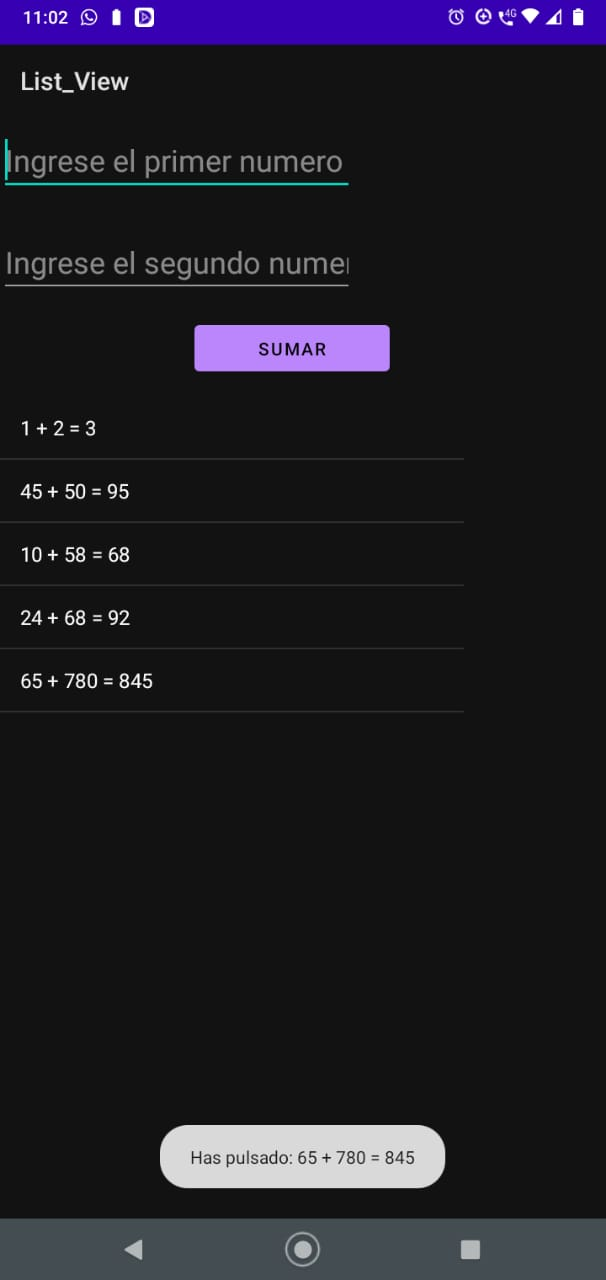 11:02
4G
List_View
Ingrese el primer numero
Ingrese el segundo numer
SUMAR
1 + 2 = 3
45 + 50 = 95
10 + 58 = 68
24 + 68 = 92
65 + 780 = 845
Has pulsado: 65 + 780 = 845